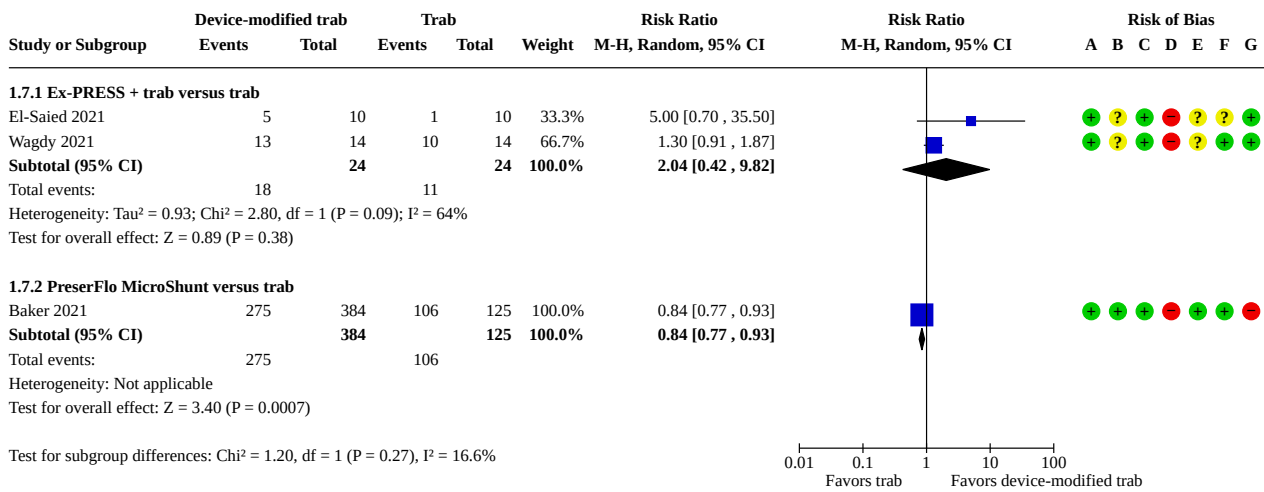 Device-modified trab Trab Risk Ratio Risk Ratio Risk of Bias
Study or Subgroup Events Total Events Total Weight M-H, Random, 95% CI M-H, Random, 95% CI A B C D E F G
1.7.1 Ex-PRESS + trab versus trab
El-Saied 2021 5 10 1 10 33.3% 5.00 [0.70 , 35.50] + ? + − ? ? +
Wagdy 2021 13 14 10 14 66.7% 1.30 [0.91 , 1.87] + ? + − ? + +
Subtotal (95% CI) 24 24 100.0% 2.04 [0.42 , 9.82]
Total events: 18 11
Heterogeneity: Tau² = 0.93; Chi² = 2.80, df = 1 (P = 0.09); I² = 64%
Test for overall effect: Z = 0.89 (P = 0.38)
1.7.2 PreserFlo MicroShunt versus trab
Baker 2021 275 384 106 125 100.0% 0.84 [0.77 , 0.93] + + + − + + −
Subtotal (95% CI) 384 125 100.0% 0.84 [0.77 , 0.93]
Total events: 275 106
Heterogeneity: Not applicable
Test for overall effect: Z = 3.40 (P = 0.0007)
Test for subgroup differences: Chi² = 1.20, df = 1 (P = 0.27), I² = 16.6%
0.01 0.1 1 10 100
Favors trab Favors device-modified trab